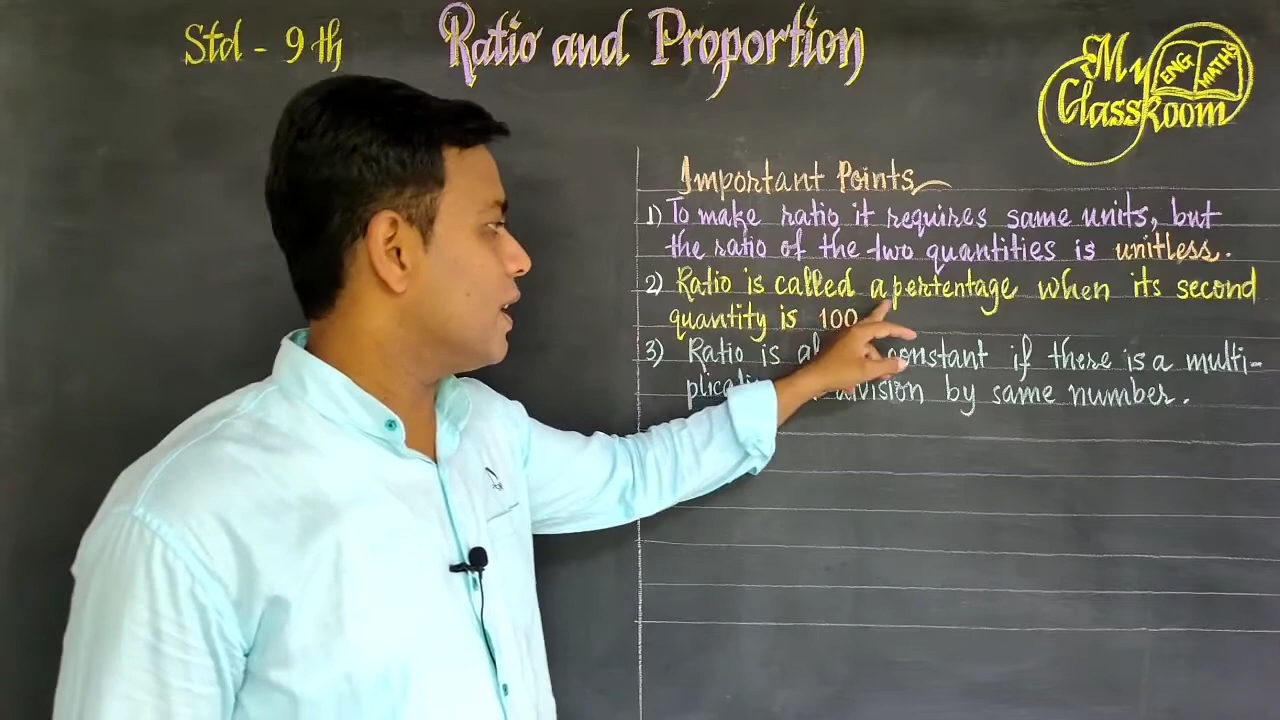 Std - 9th
Ratio and Proportion
My
ENG MATHS
Classroom
Important Points
1) To make ratio it requires same units, but
the ratio of the two quantities is unitless.
2) Ratio is called a pertentage when its second
quantity is 100
3) Ratio is constant if there is a multi-
division by same number.